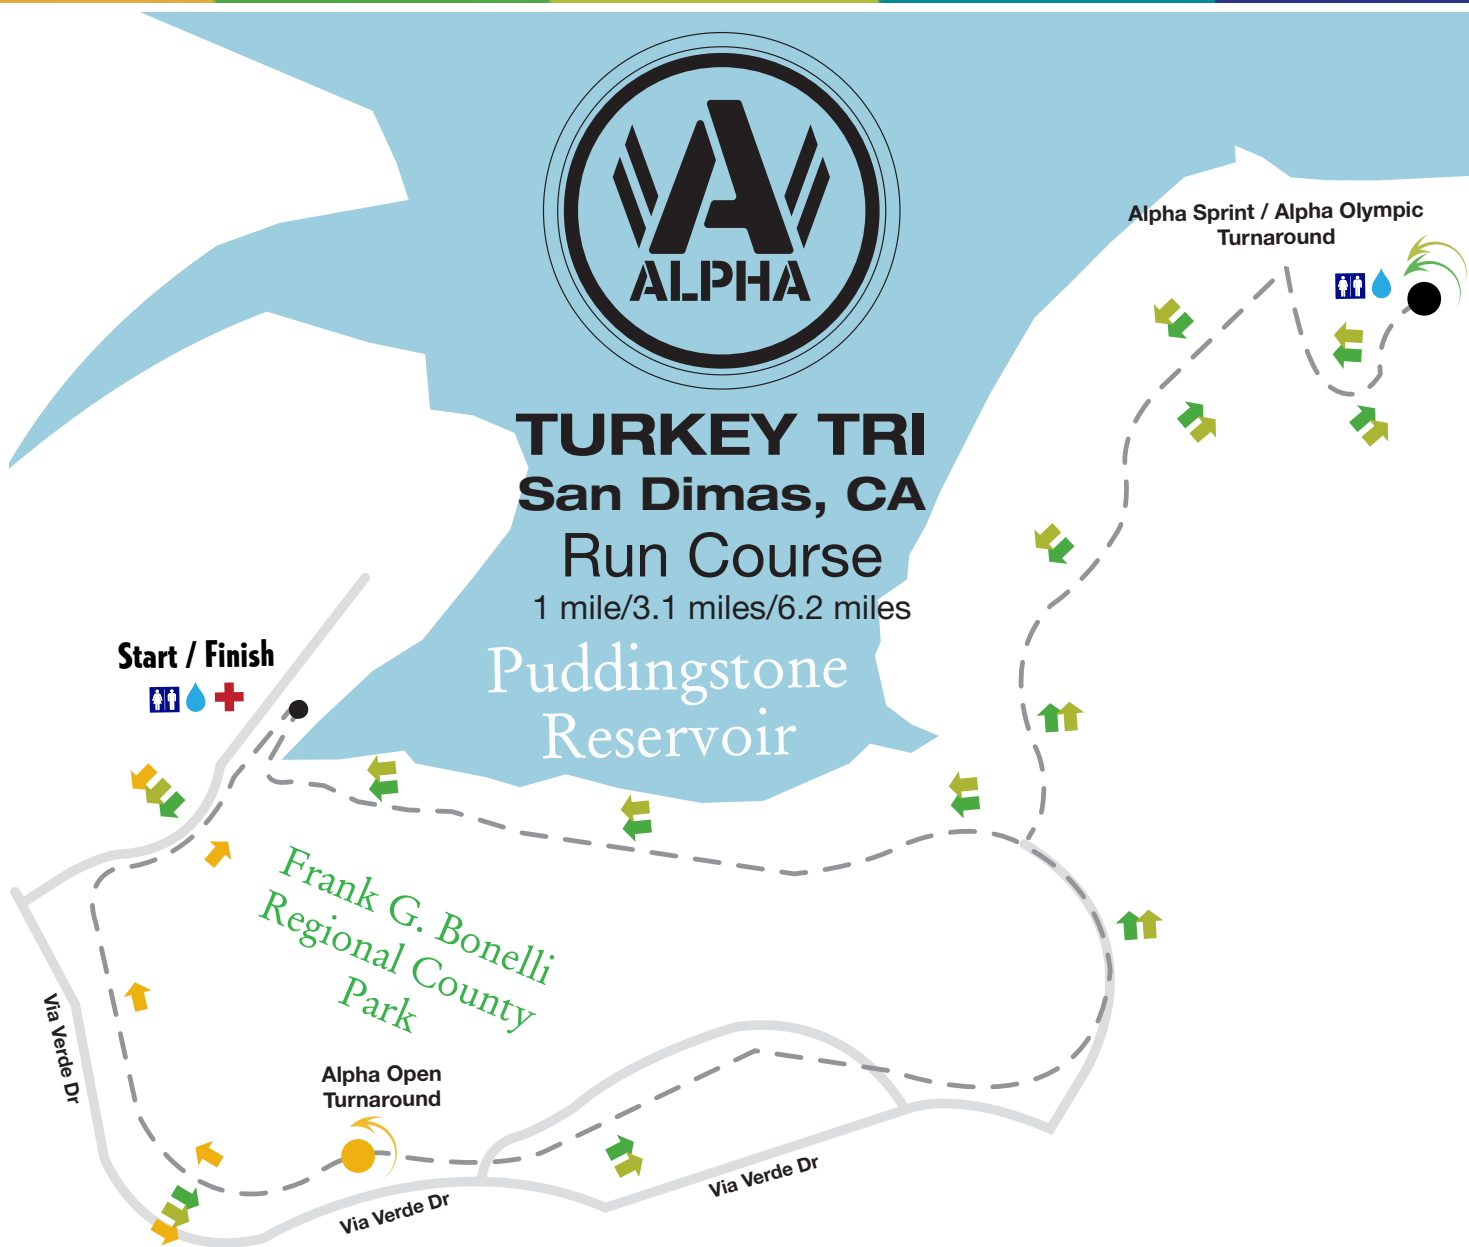 ALPHA
TURKEY TRI
San Dimas, CA
Run Course
1 mile/3.1 miles/6.2 miles
Puddingstone
Reservoir
Alpha Sprint / Alpha Olympic
Turnaround
Start / Finish
Frank G. Bonelli
Regional County
Park
Via Verde Dr
Alpha Open
Turnaround
Via Verde Dr
Via Verde Dr